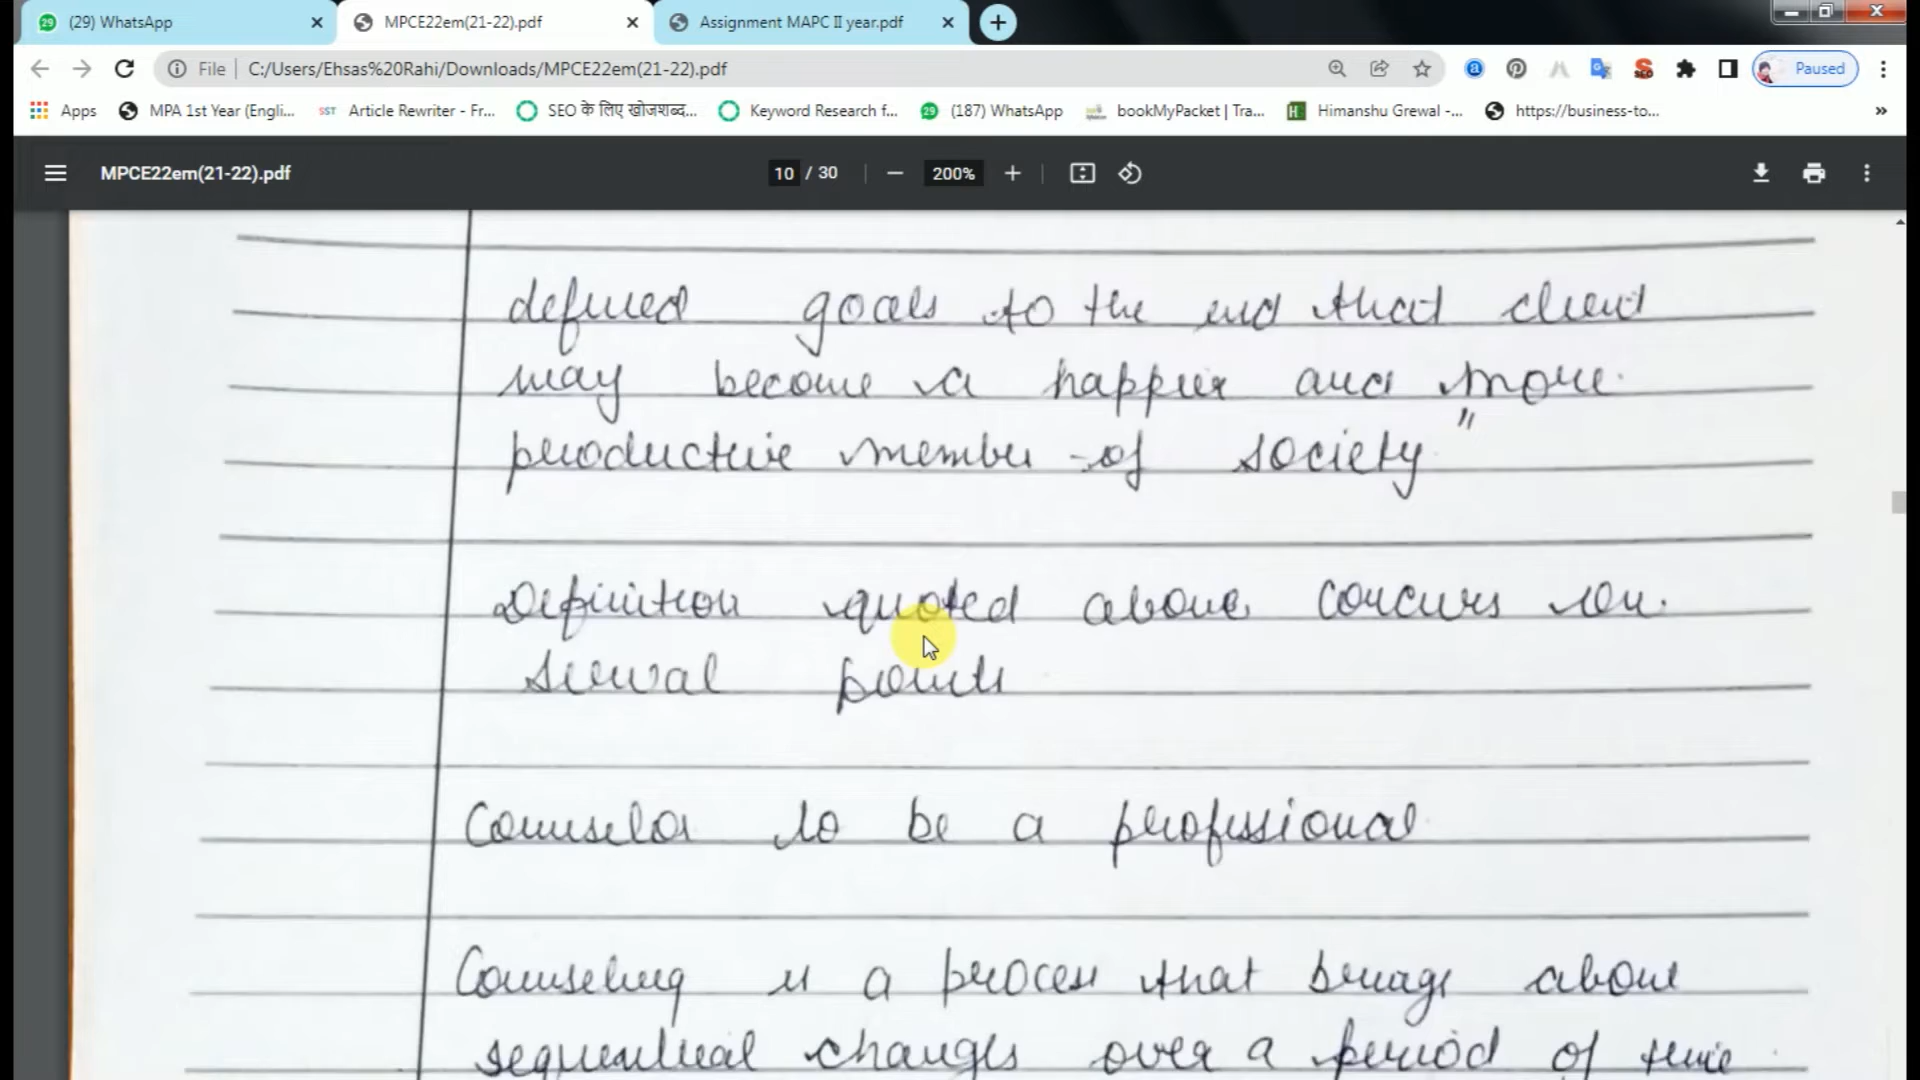 (29) WhatsApp
MPCE22em(21-22).pdf
Assignment MAPC II year.pdf
File | C:/Users/Ehsas%20Rahi/Downloads/MPCE22em(21-22).pdf
Paused
Apps
MPA 1st Year (Engli...
SST Article Rewriter - Fr...
SEO के लिए खोजशब्द...
Keyword Research f...
(187) WhatsApp
bookMyPacket | Tra...
Himanshu Grewal -...
https://business-to...
»
MPCE22em(21-22).pdf
10 / 30
200%
defined goals to the end that client
may become a happier and more
productive member of society"
Definition quoted above concurs on
several points
Counselor to be a professional
Counseling is a process that brings about
sequential changes over a period of time